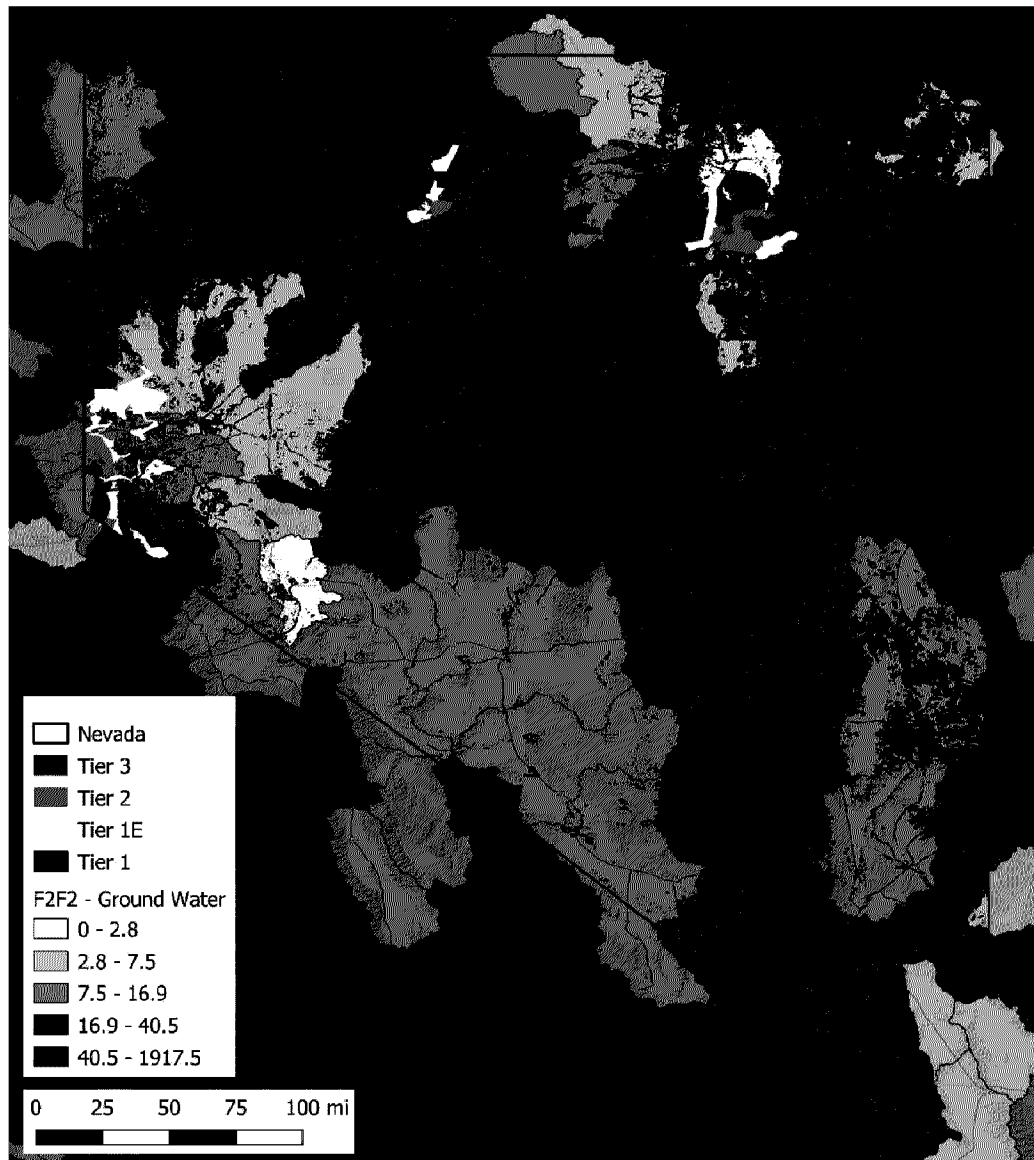 Nevada
Tier 3
Tier 2
Tier 1E
Tier 1
F2F2 - Ground Water
0 - 2.8
2.8 - 7.5
7.5 - 16.9
16.9 - 40.5
40.5 - 1917.5
0 25 50 75 100 mi